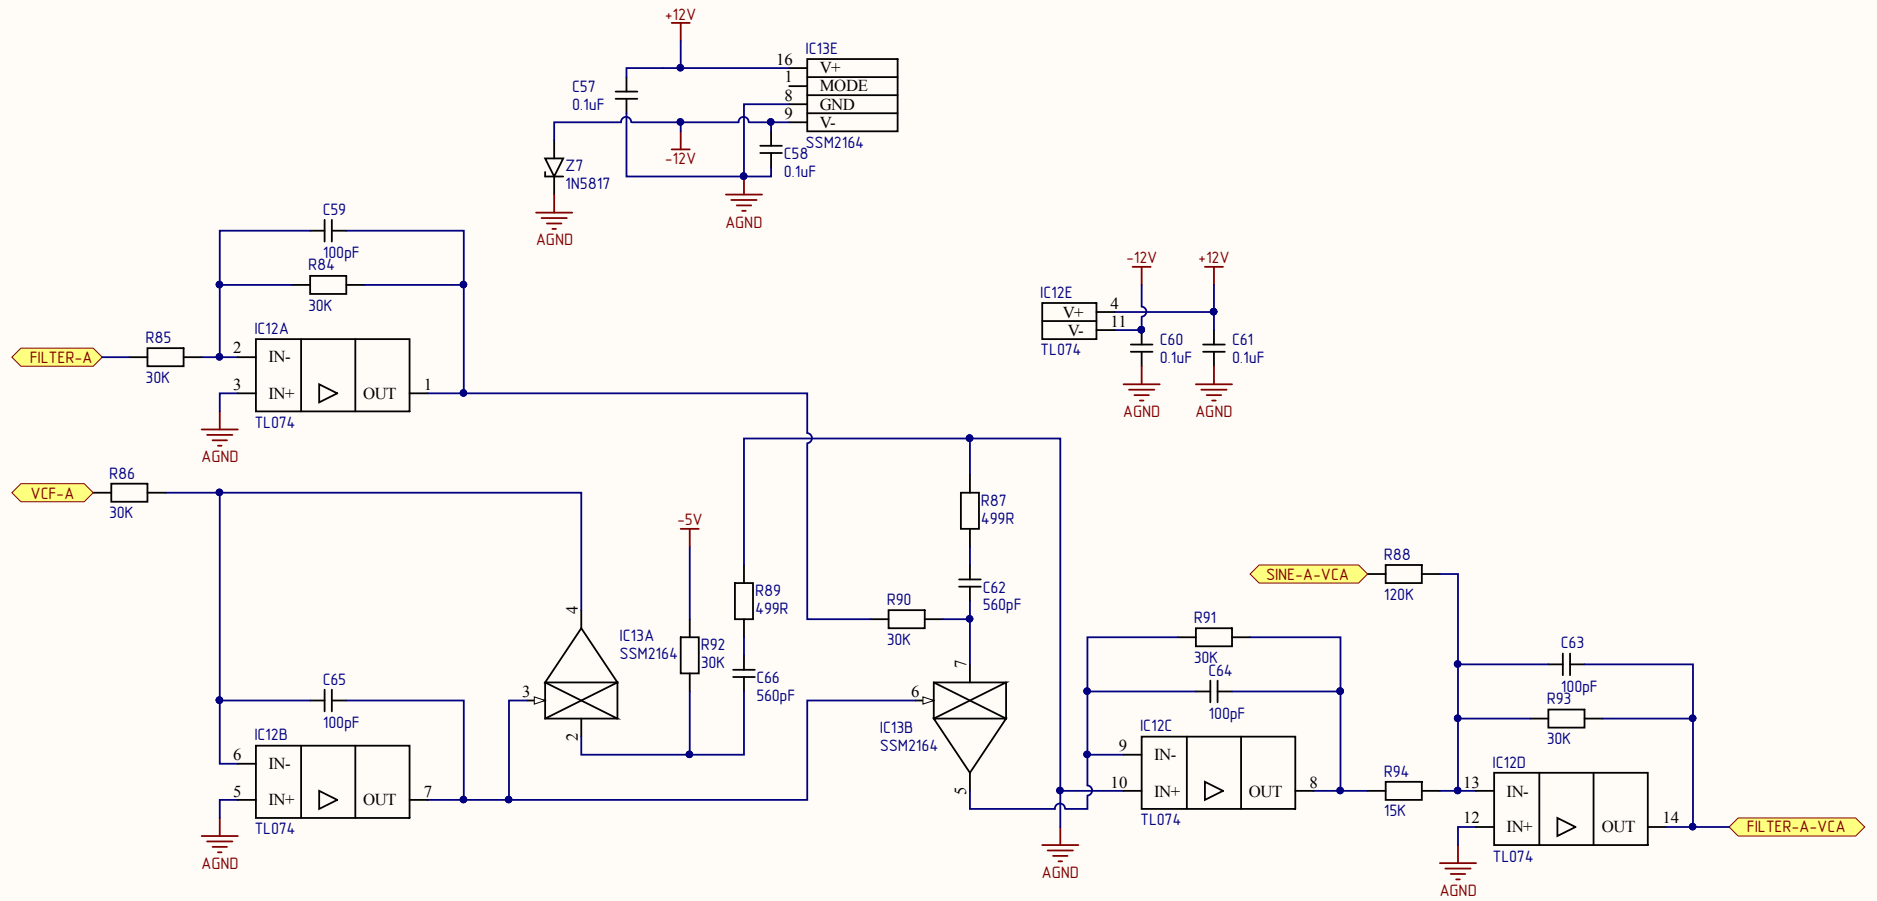 +12V
IC13E
16
V+
1
MODE
8
GND
9
V-
SSM2164
C57
0.1uF
-12V
C58
0.1uF
Z7
1N5817
AGND
AGND
C59
100pF
R84
30K
IC12A
FILTER-A
R85
30K
2
IN-
3
IN+
OUT
1
TL074
AGND
-12V
+12V
IC12E
4
V+
11
V-
TL074
C60
0.1uF
C61
0.1uF
AGND
AGND
VCF-A
R86
30K
-5V
R87
499R
C62
560pF
R89
499R
R90
30K
4
IC13A
SSM2164
3
2
R92
30K
C66
560pF
7
6
IC13B
SSM2164
5
C65
100pF
IC12B
6
IN-
5
IN+
OUT
7
TL074
AGND
SINE-A-VCA
R88
120K
R91
30K
C64
100pF
IC12C
9
IN-
10
IN+
OUT
8
TL074
AGND
R94
15K
C63
100pF
R93
30K
IC12D
13
IN-
12
IN+
OUT
14
TL074
FILTER-A-VCA
AGND